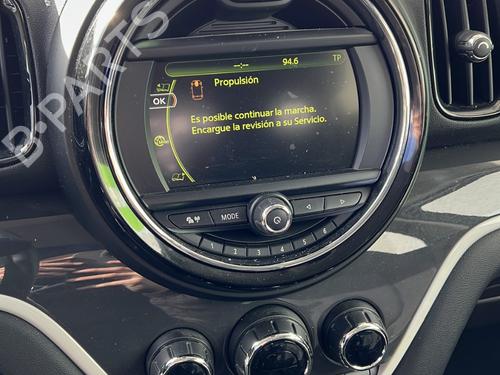 --:-- 94.6 TP
Propulsión
OK
Es posible continuar la marcha.
Encargue la revisión a su Servicio.
MODE
1 2 3 4 5 6
B-PARTS